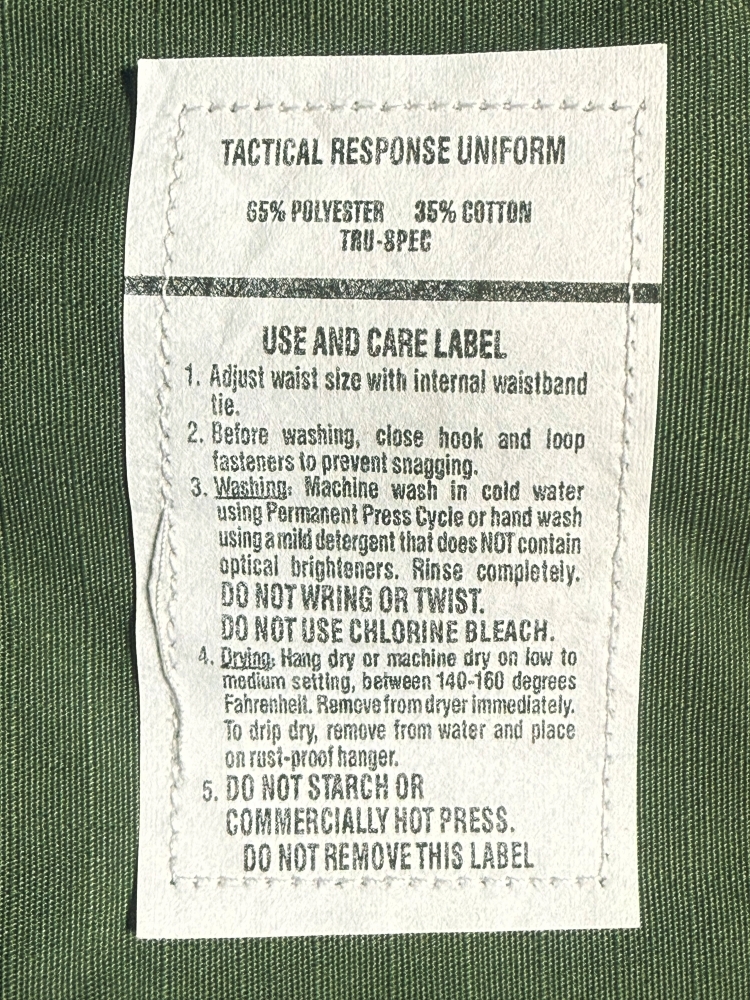 TACTICAL RESPONSE UNIFORM
65% POLYESTER 35% COTTON
TRU-SPEC
USE AND CARE LABEL
1. Adjust waist size with internal waistband
tie.
2. Before washing, close hook and loop
fasteners to prevent snagging.
3. Washing: Machine wash in cold water
using Permanent Press Cycle or hand wash
using a mild detergent that does NOT contain
optical brighteners. Rinse completely.
DO NOT WRING OR TWIST.
DO NOT USE CHLORINE BLEACH.
4. Drying: Hang dry or machine dry on low to
medium setting, between 140-160 degrees
Fahrenheit. Remove from dryer immediately.
To drip dry, remove from water and place
on rust-proof hanger.
5. DO NOT STARCH OR
COMMERCIALLY HOT PRESS.
DO NOT REMOVE THIS LABEL